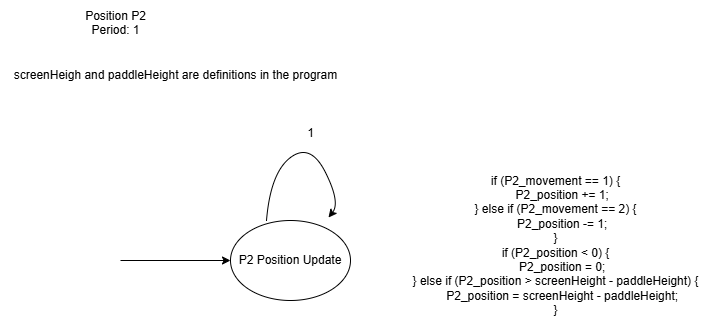 Position P2
Period: 1
screenHeigh and paddleHeight are definitions in the program
1
P2 Position Update
if (P2_movement == 1) {
P2_position += 1;
} else if (P2_movement == 2) {
P2_position -= 1;
}
if (P2_position < 0) {
P2_position = 0;
} else if (P2_position > screenHeight - paddleHeight) {
P2_position = screenHeight - paddleHeight;
}